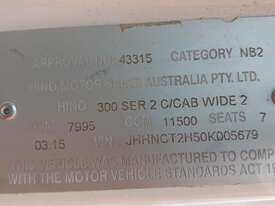 APPROVAL No 43315 CATEGORY NB2
HINO MOTOR SALES AUSTRALIA PTY. LTD.
HINO 300 SER 2 C/CAB WIDE 2
7995 GCM 11500 SEATS 7
03.15 VIN JHHNCT2H50K005679
THIS VEHICLE WAS MANUFACTURED TO COMPLY
WITH THE MOTOR VEHICLE STANDARDS ACT 19